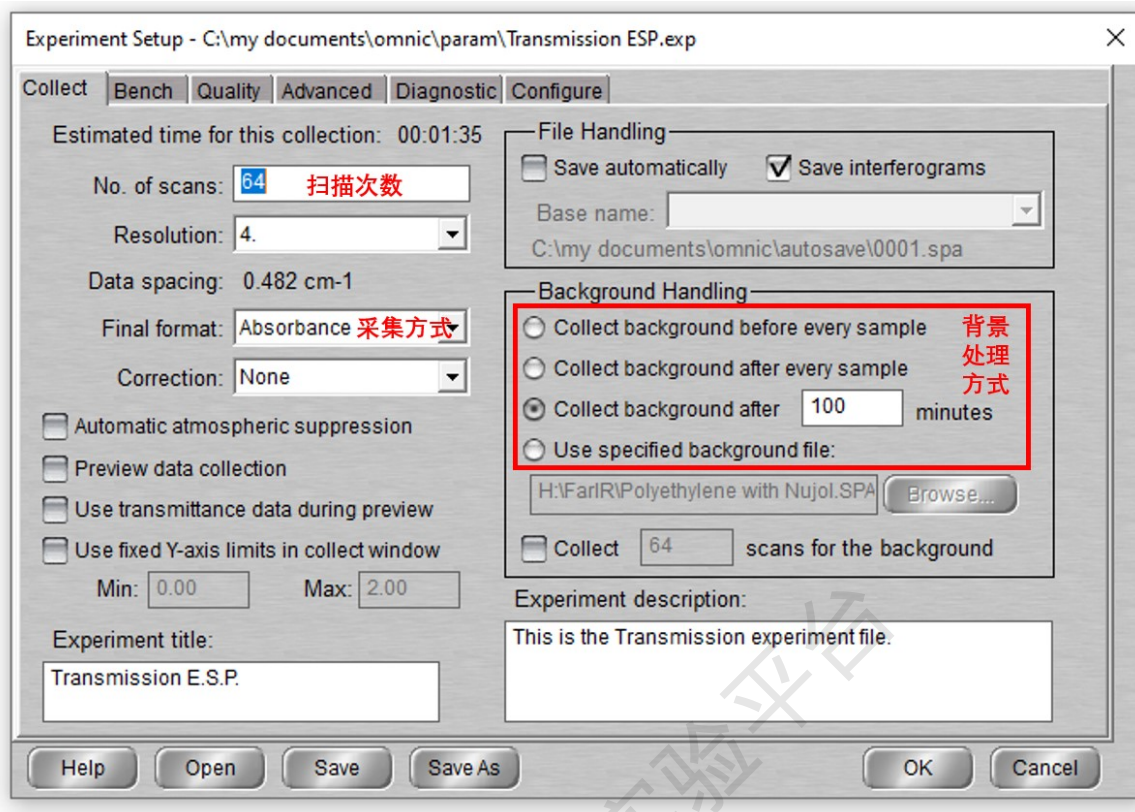 Experiment Setup - C:\my documents\omnic\param\Transmission ESP.exp
Collect Bench Quality Advanced Diagnostic Configure
Estimated time for this collection: 00:01:35
No. of scans: 64 扫描次数
Resolution: 4.
Data spacing: 0.482 cm-1
Final format: Absorbance 采集方式
Correction: None
Automatic atmospheric suppression
Preview data collection
Use transmittance data during preview
Use fixed Y-axis limits in collect window
Min: 0.00 Max: 2.00
Experiment title:
Transmission E.S.P.
File Handling
Save automatically Save interferograms
Base name:
C:\my documents\omnic\autosave\0001.spa
Background Handling
Collect background before every sample
Collect background after every sample
Collect background after 100 minutes
Use specified background file:
背景
处理
方式
H:\FarIR\Polyethylene with Nujol.SPA Browse...
Collect 64 scans for the background
Experiment description:
This is the Transmission experiment file.
Help Open Save Save As OK Cancel
实验平台